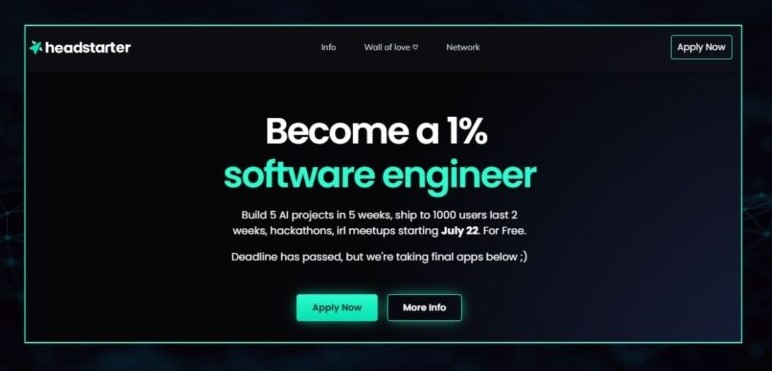 headstarter
Info
Wall of love ♡
Network
Apply Now
Become a 1%
software engineer
Build 5 AI projects in 5 weeks, ship to 1000 users last 2
weeks, hackathons, irl meetups starting July 22. For Free.
Deadline has passed, but we're taking final apps below ;)
Apply Now
More Info